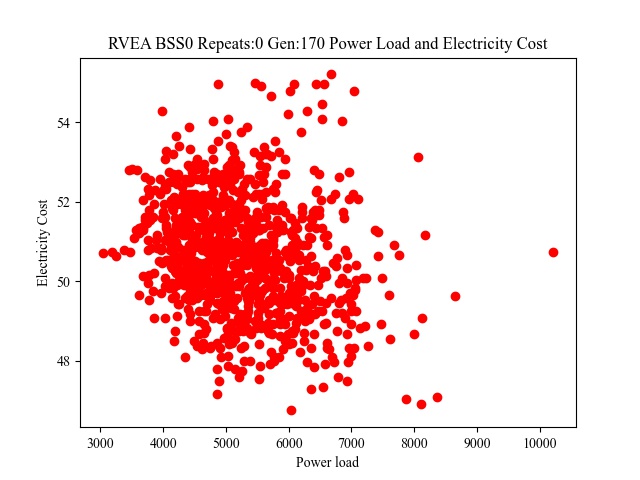 RVEA BSS0 Repeats:0 Gen:170 Power Load and Electricity Cost
54
52
50
48
Electricity Cost
3000 4000 5000 6000 7000 8000 9000 10000
Power load